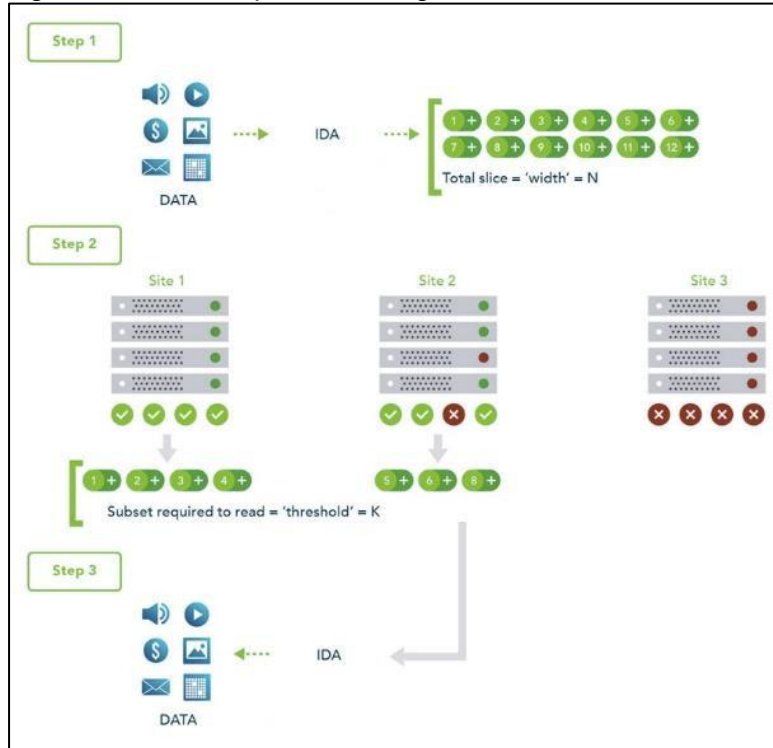 Step 1
DATA
IDA
1 + 2 + 3 + 4 + 5 + 6 +
7 + 8 + 9 + 10 + 11 + 12 +
Total slice = 'width' = N
Step 2
Site 1
Site 2
Site 3
1 + 2 + 3 + 4 +
5 + 6 + 8 +
Subset required to read = 'threshold' = K
Step 3
DATA
IDA